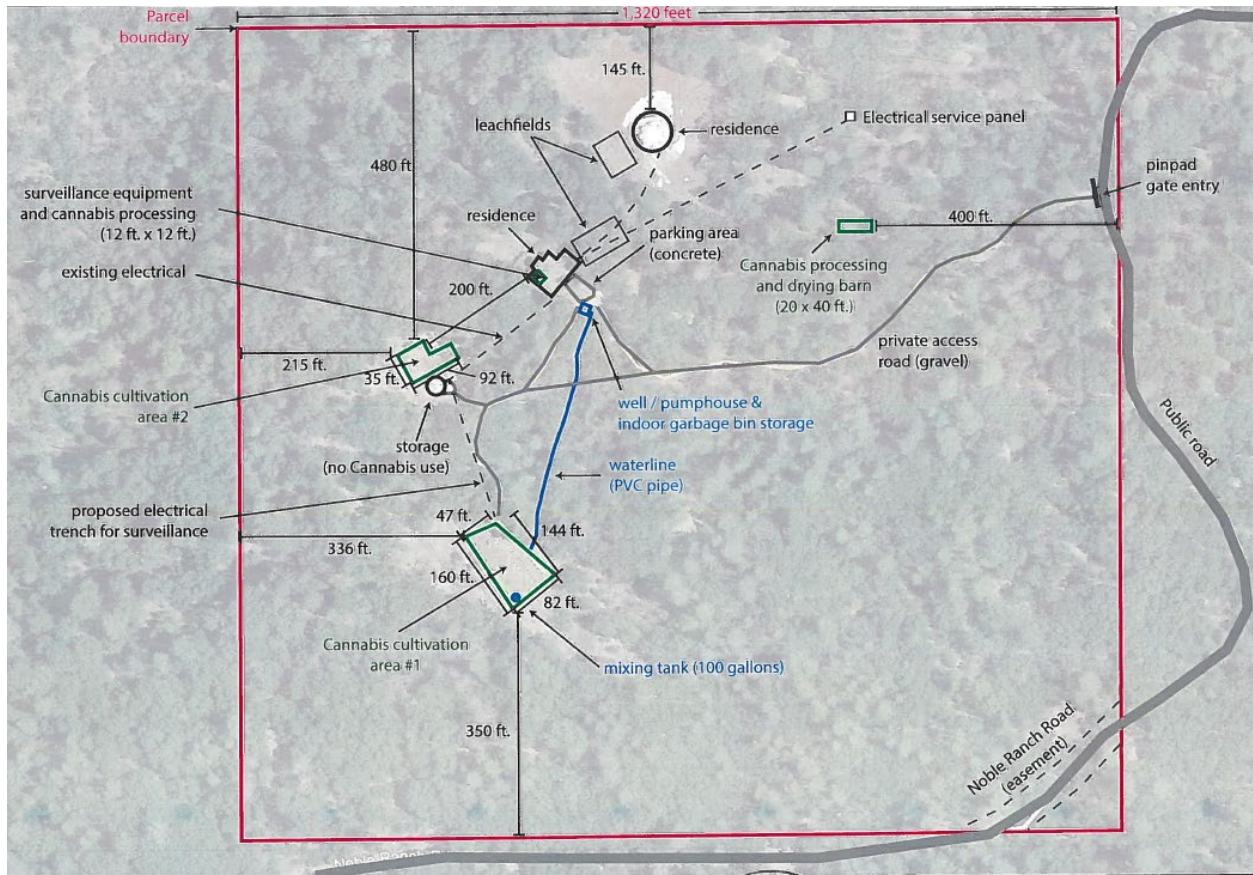 Parcel
boundary
1,320 feet
145 ft.
leachfields
residence
Electrical service panel
480 ft.
pinpad
gate entry
surveillance equipment
and cannabis processing
(12 ft. x 12 ft.)
residence
parking area
(concrete)
400 ft.
existing electrical
Cannabis processing
and drying barn
(20 x 40 ft.)
200 ft.
private access
road (gravel)
215 ft.
35 ft.
92 ft.
Cannabis cultivation
area #2
well / pumphouse &
indoor garbage bin storage
Public road
storage
(no Cannabis use)
waterline
(PVC pipe)
proposed electrical
trench for surveillance
47 ft.
144 ft.
336 ft.
160 ft.
82 ft.
Cannabis cultivation
area #1
mixing tank (100 gallons)
350 ft.
Noble Ranch Road
(easement)
Noble Ranch